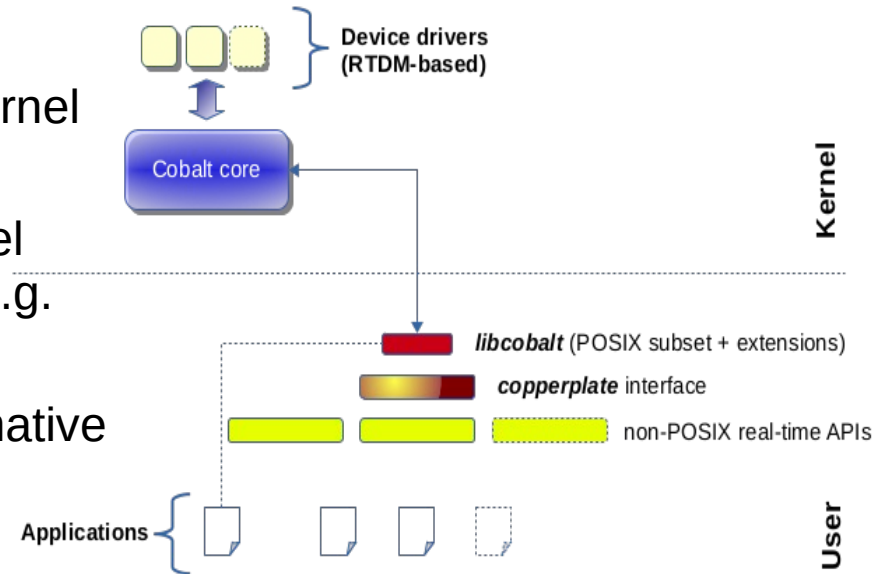 Device drivers
(RTDM-based)
rnel
Cobalt core
Kernel
el
.g.
libcobalt (POSIX subset + extensions)
copperplate interface
native
non-POSIX real-time APIs
Applications
User